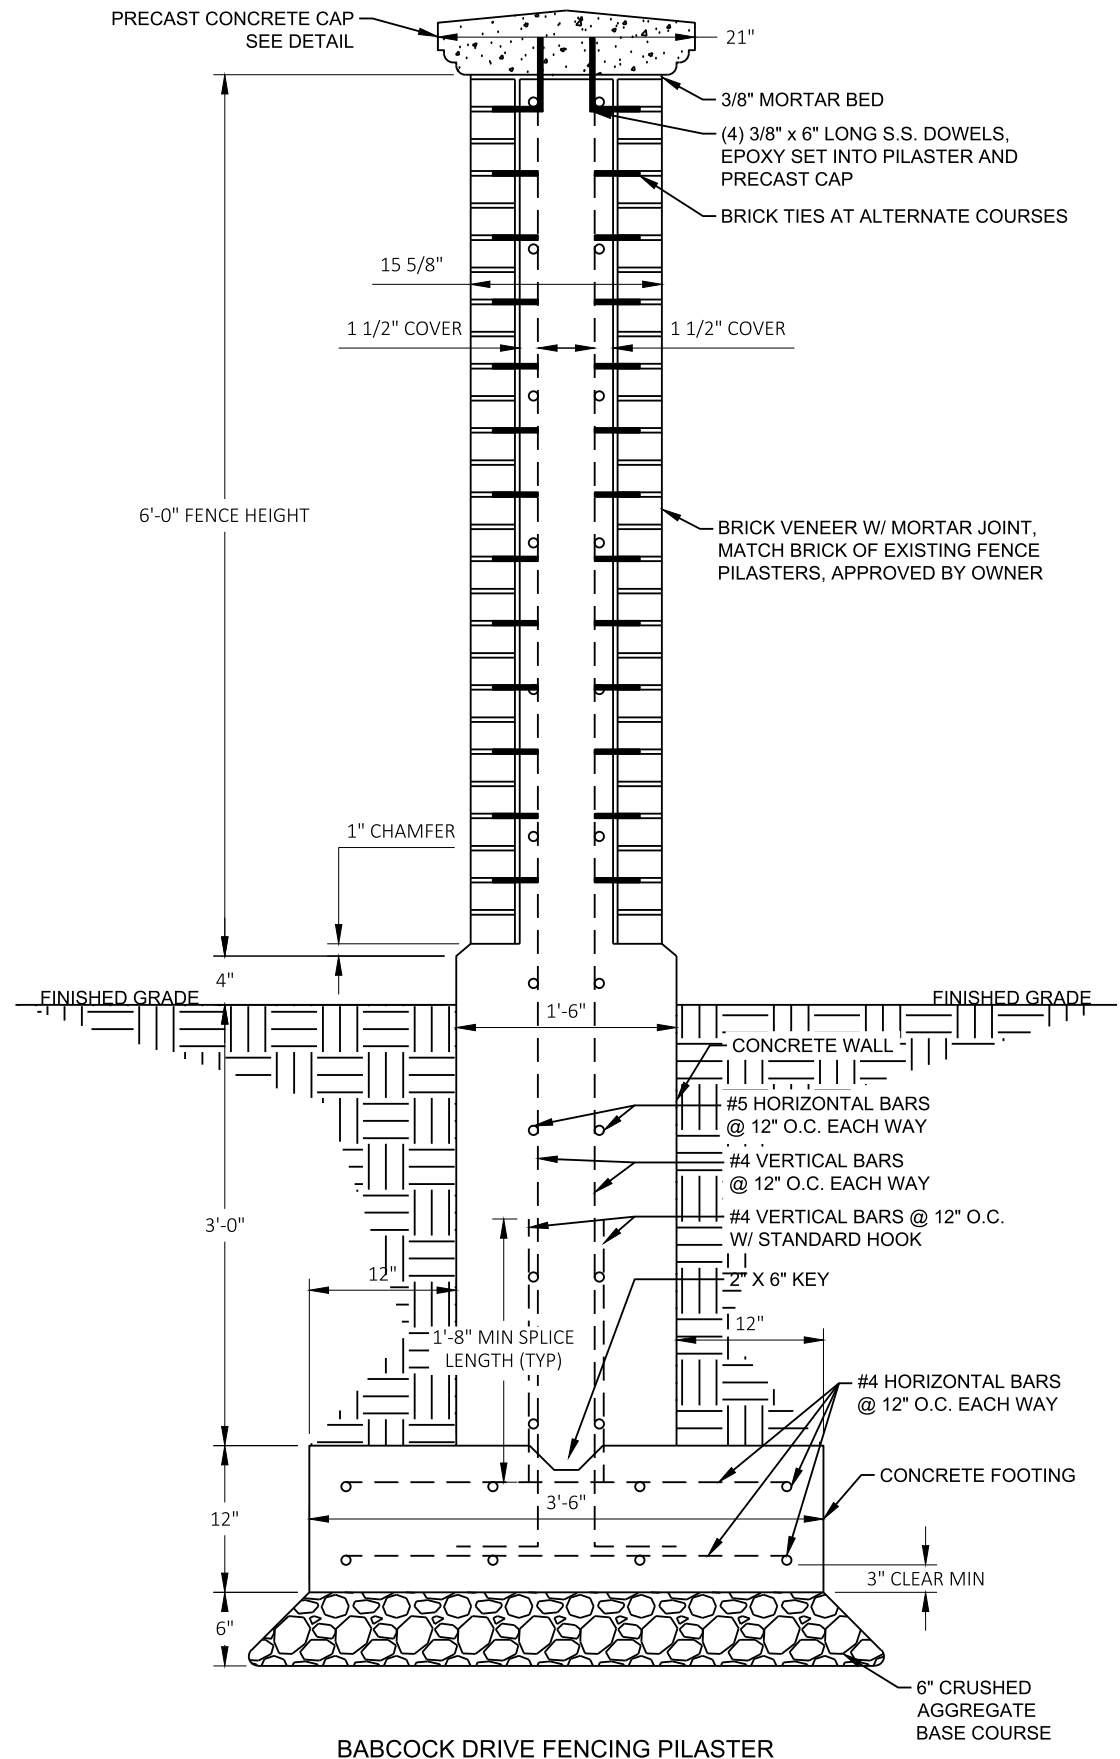 PRECAST CONCRETE CAP
SEE DETAIL
21"
3/8" MORTAR BED
(4) 3/8" x 6" LONG S.S. DOWELS,
EPOXY SET INTO PILASTER AND
PRECAST CAP
BRICK TIES AT ALTERNATE COURSES
15 5/8"
1 1/2" COVER
1 1/2" COVER
6'-0" FENCE HEIGHT
BRICK VENEER W/ MORTAR JOINT,
MATCH BRICK OF EXISTING FENCE
PILASTERS, APPROVED BY OWNER
1" CHAMFER
4"
FINISHED GRADE
FINISHED GRADE
1'-6"
CONCRETE WALL
#5 HORIZONTAL BARS
@ 12" O.C. EACH WAY
#4 VERTICAL BARS
@ 12" O.C. EACH WAY
#4 VERTICAL BARS @ 12" O.C.
W/ STANDARD HOOK
3'-0"
2" X 6" KEY
12"
12"
1'-8" MIN SPLICE
LENGTH (TYP)
#4 HORIZONTAL BARS
@ 12" O.C. EACH WAY
CONCRETE FOOTING
3'-6"
12"
3" CLEAR MIN
6"
6" CRUSHED
AGGREGATE
BASE COURSE
BABCOCK DRIVE FENCING PILASTER